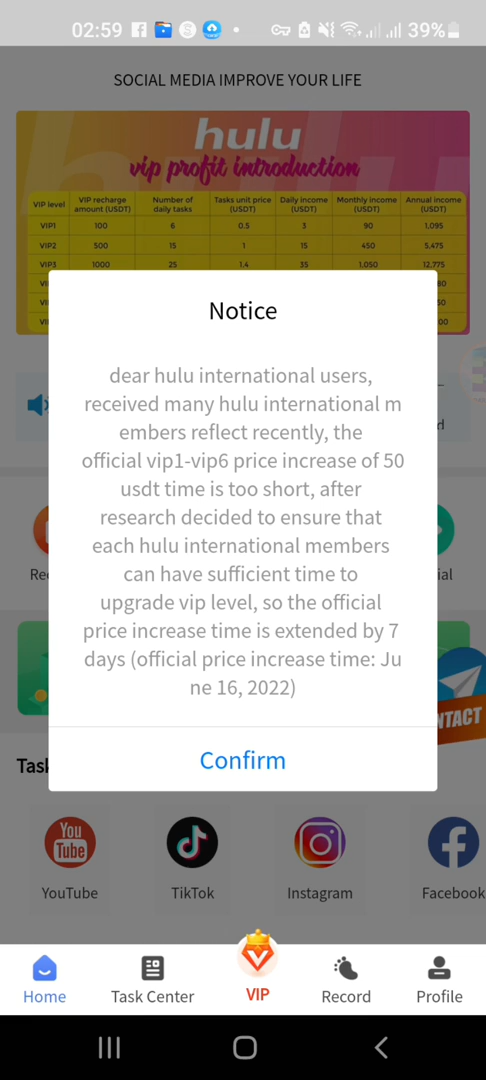 02:59
39%
SOCIAL MEDIA IMPROVE YOUR LIFE
hulu
vip profit introduction
VIP level VIP recharge amount (USDT) Number of daily tasks Tasks unit price (USDT) Daily income (USDT) Monthly income (USDT) Annual income (USDT)
VIP1 100 6 0.5 3 90 1,095
VIP2 500 15 1 15 450 5,475
VIP3 1000 25 1.4 35 1,050 12,775
Notice
dear hulu international users,
received many hulu international m
embers reflect recently, the
official vip1-vip6 price increase of 50
usdt time is too short, after
research decided to ensure that
each hulu international members
can have sufficient time to
upgrade vip level, so the official
price increase time is extended by 7
days (official price increase time: Ju
ne 16, 2022)
Confirm
You
Tube
YouTube TikTok Instagram Facebook
Home Task Center VIP Record Profile